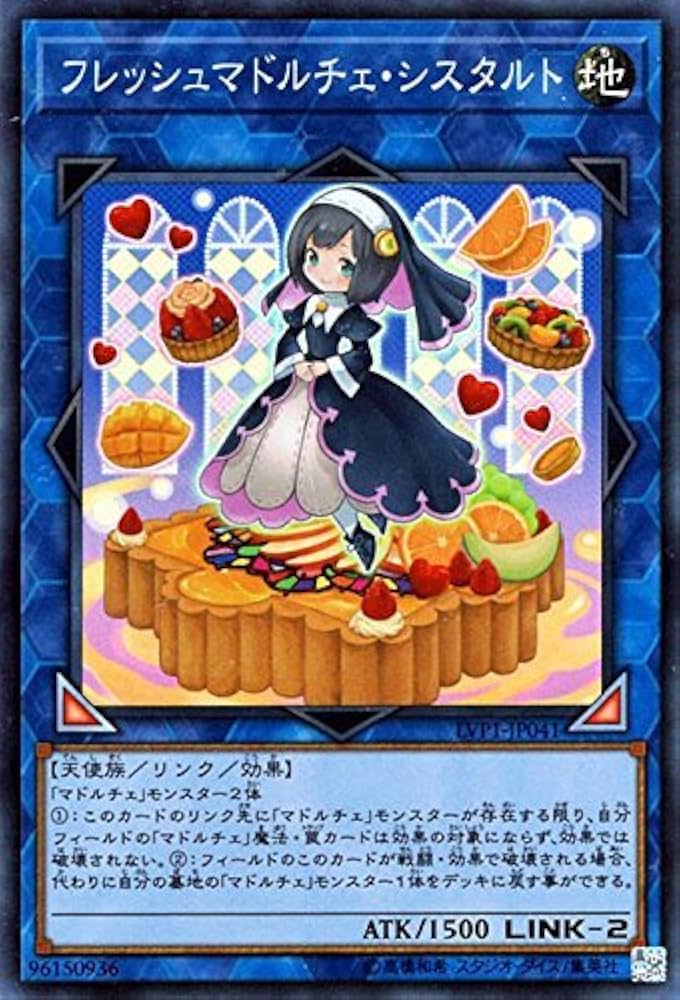 フレッシュマドルチェ・シスタルト 地
LVP1-JP041
【天使族/リンク/効果】
「マドルチェ」モンスター2体
①:このカードのリンク先に「マドルチェ」モンスターが存在する限り、自分
フィールドの「マドルチェ」魔法・罠カードは効果の対象にならず、効果では
破壊されない。②:フィールドのこのカードが戦闘・効果で破壊される場合、
代わりに自分の墓地の「マドルチェ」モンスター1体をデッキに戻す事ができる。
ATK/1500 LINK-2
96150936 ©高橋和希 スタジオ・ダイス/集英社